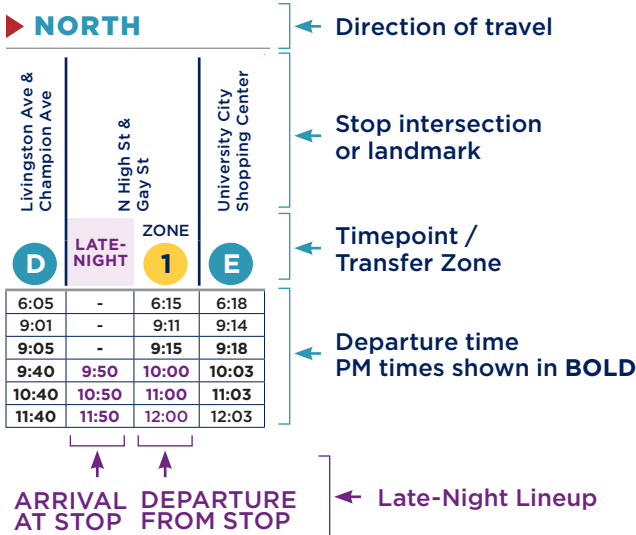 NORTH
Direction of travel
Livingston Ave &
Champion Ave
N High St &
Gay St
University City
Shopping Center
Stop intersection
or landmark
D
LATE-
NIGHT
ZONE
1
E
Timepoint /
Transfer Zone
6:05 - 6:15 6:18
9:01 - 9:11 9:14
9:05 - 9:15 9:18
9:40 9:50 10:00 10:03
10:40 10:50 11:00 11:03
11:40 11:50 12:00 12:03
Departure time
PM times shown in BOLD
ARRIVAL
AT STOP
DEPARTURE
FROM STOP
Late-Night Lineup